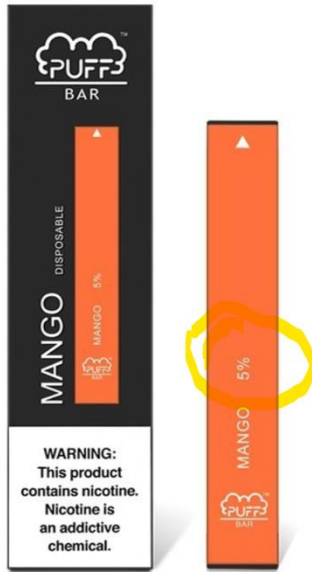 PUFF™
BAR
MANGO DISPOSABLE
MANGO 5%
PUFF
BAR
WARNING:
This product
contains nicotine.
Nicotine is
an addictive
chemical.
MANGO 5%
PUFF
BAR